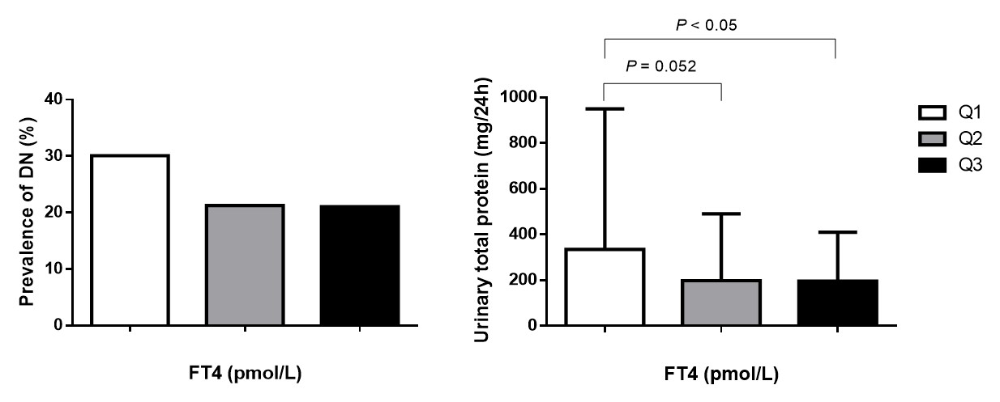 Prevalence of DN (%)
40
30
20
10
0
FT4 (pmol/L)
P < 0.05
P = 0.052
Urinary total protein (mg/24h)
1000
800
600
400
200
0
FT4 (pmol/L)
Q1
Q2
Q3